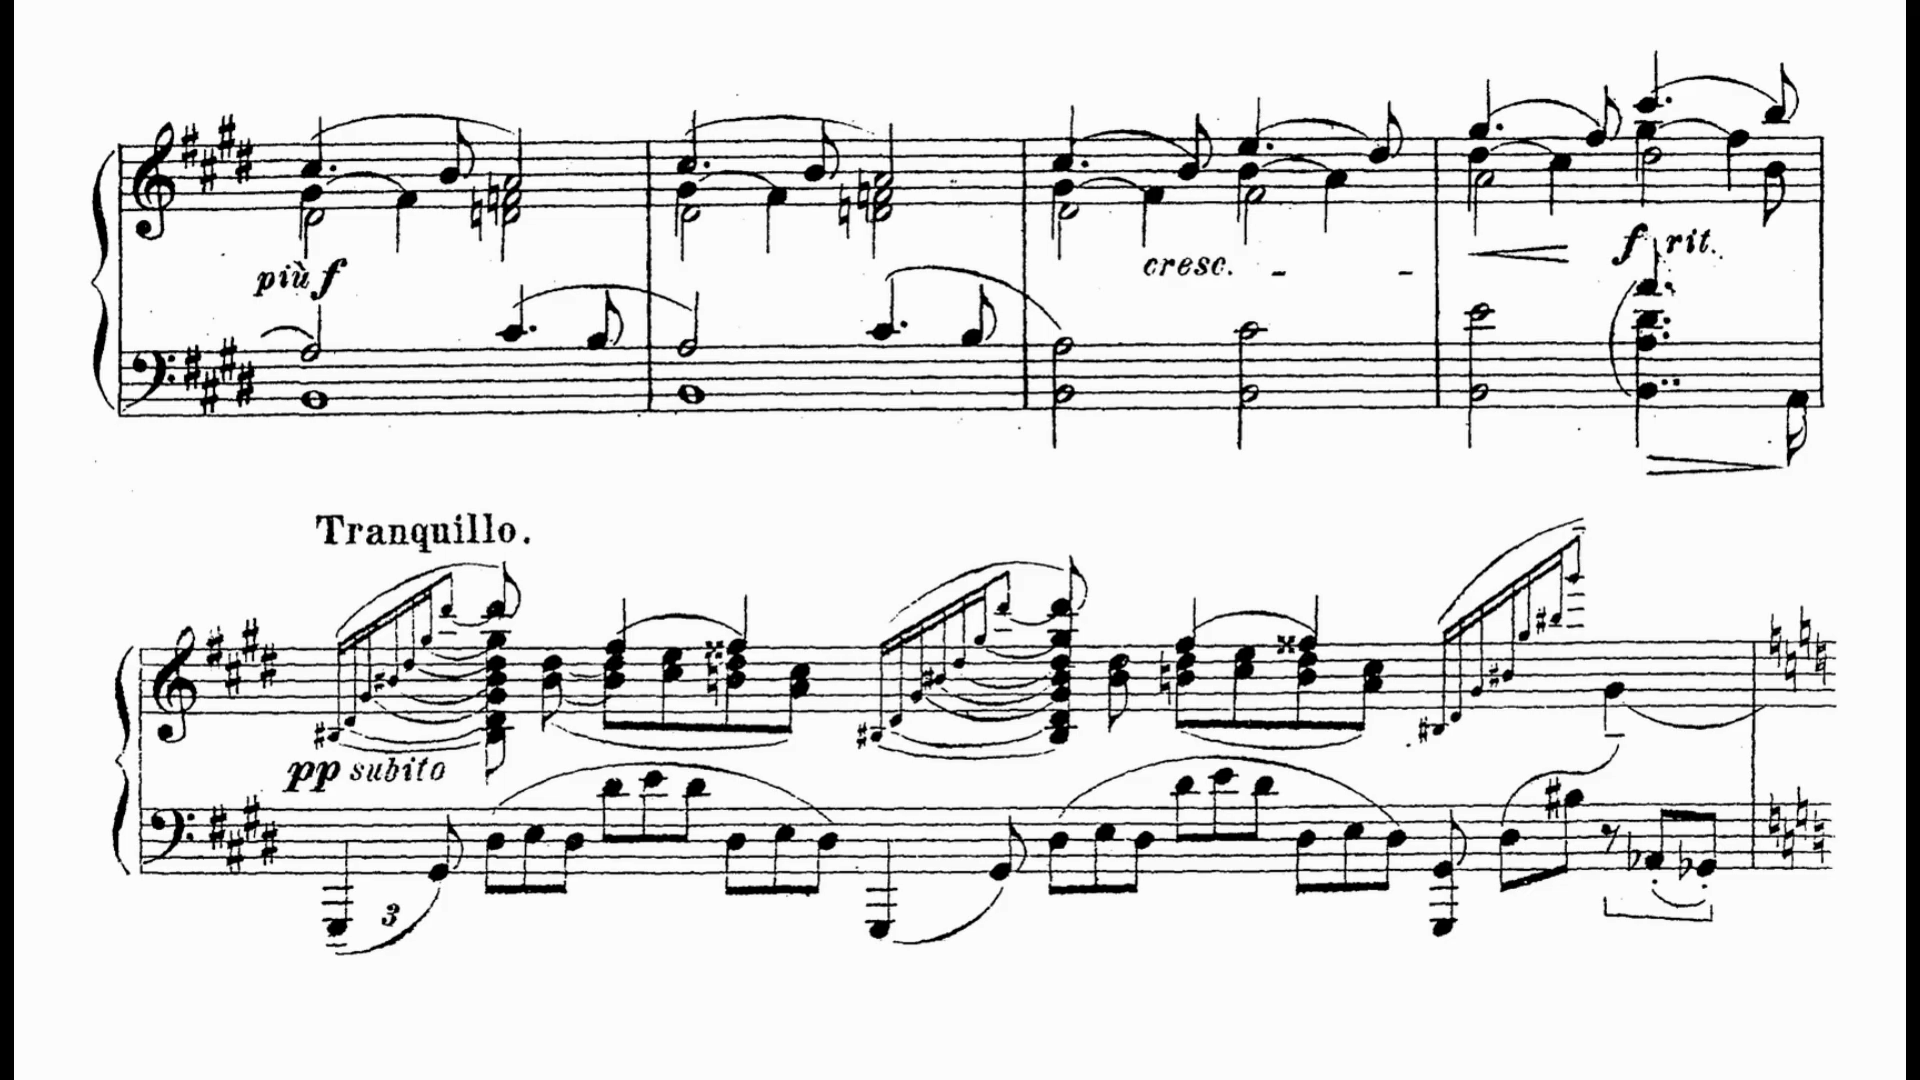 più f
cresc. - -
f rit.
Tranquillo.
pp subito
3